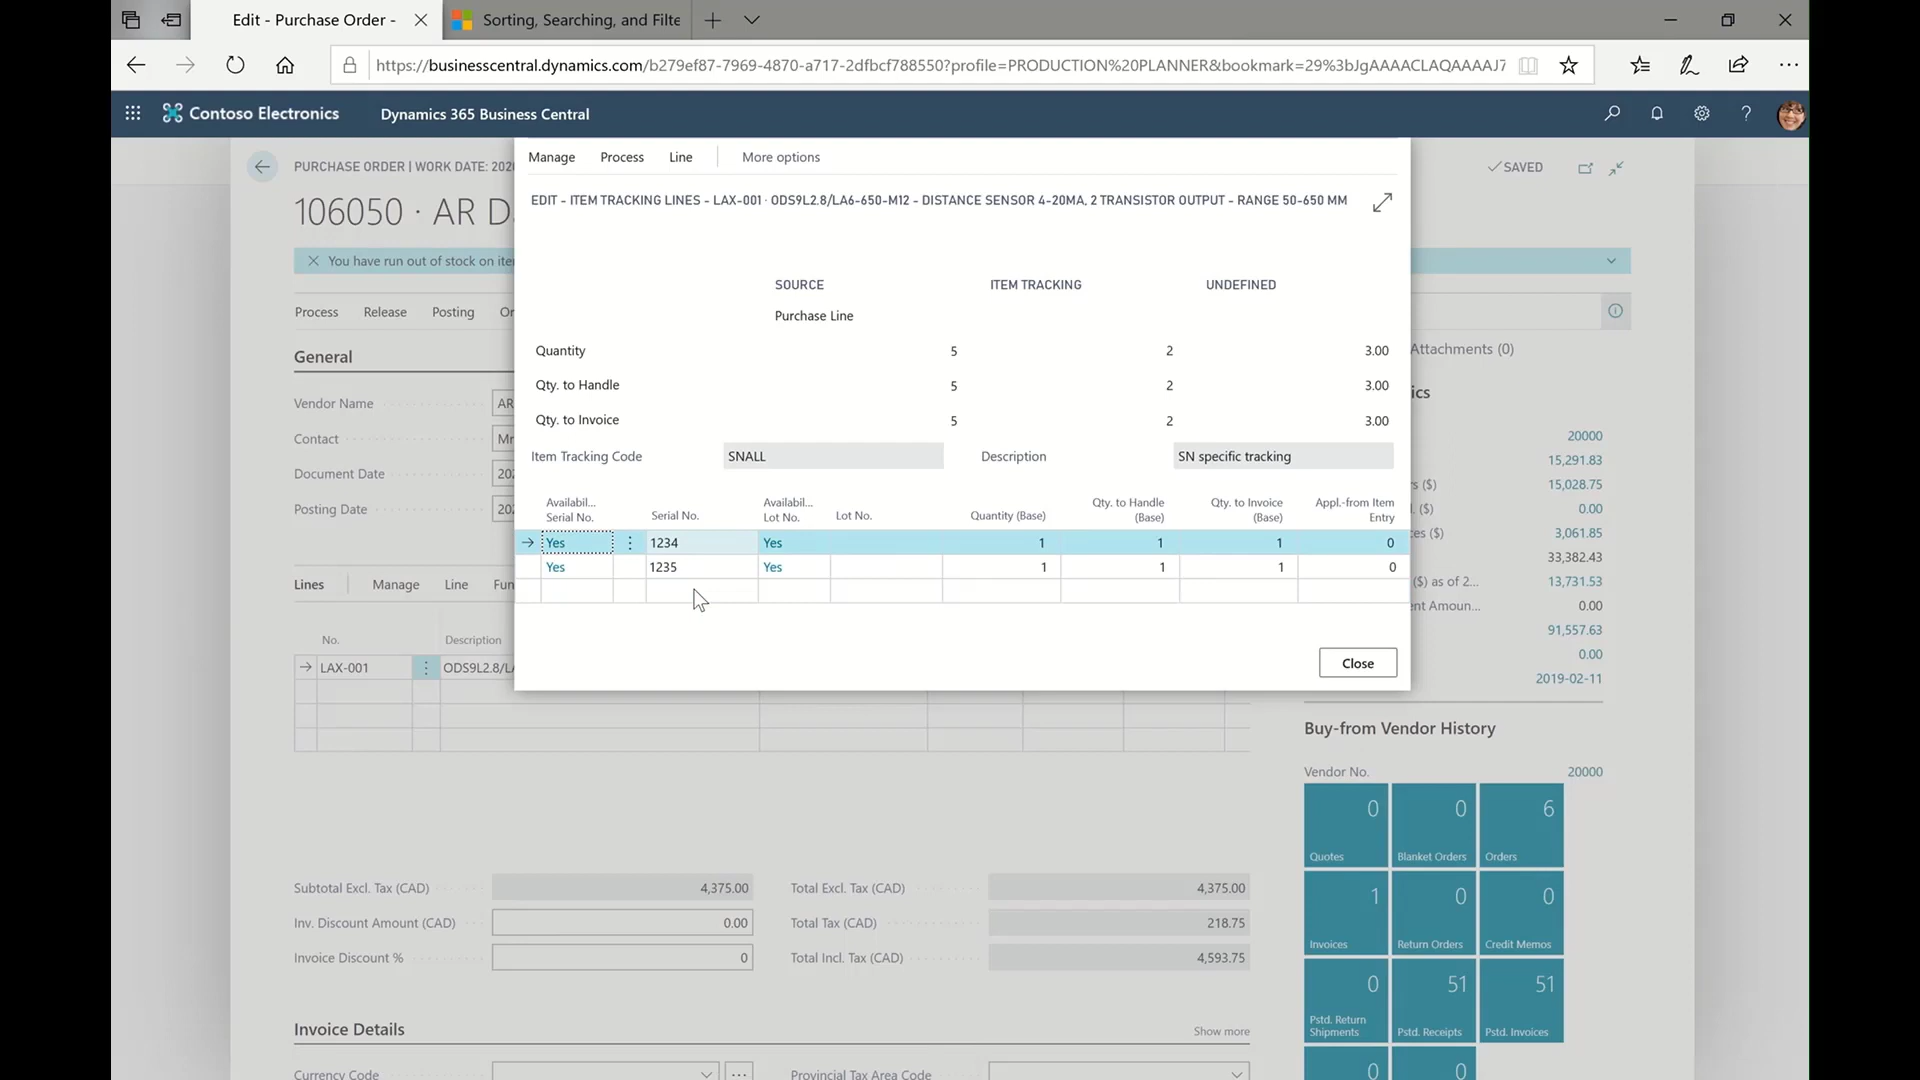 Edit - Purchase Order -
Sorting, Searching, and Filte
https://businesscentral.dynamics.com/b279ef87-7969-4870-a717-2dfbcf788550?profile=PRODUCTION%20PLANNER&bookmark=29%3bJgAAAACLAQAAAAJ7
Contoso Electronics
Dynamics 365 Business Central
?
PURCHASE ORDER | WORK DATE: 202
SAVED
106050 · AR D
You have run out of stock on ite
Process
Release
Posting
Or
Attachments (0)
General
Vendor Name
AR
Contact
Mr
Document Date
202
Posting Date
202
Lines
Manage
Line
Fun
No.
Description
LAX-001
ODS9L2.8/LA
Manage
Process
Line
More options
EDIT - ITEM TRACKING LINES - LAX-001 · ODS9L2.8/LA6-650-M12 - DISTANCE SENSOR 4-20MA, 2 TRANSISTOR OUTPUT - RANGE 50-650 MM
SOURCE
ITEM TRACKING
UNDEFINED
Purchase Line
Quantity
5
2
3.00
Qty. to Handle
5
2
3.00
Qty. to Invoice
5
2
3.00
Item Tracking Code
SNALL
Description
SN specific tracking
Availabil... Serial No.
Serial No.
Availabil... Lot No.
Lot No.
Quantity (Base)
Qty. to Handle (Base)
Qty. to Invoice (Base)
Appl.-from Item Entry
Yes
1234
Yes
1
1
1
0
Yes
1235
Yes
1
1
1
0
Close
ics
20000
15,291.83
rs ($)
15,028.75
. ($)
0.00
ces ($)
3,061.85
33,382.43
($) as of 2...
13,731.53
ent Amoun...
0.00
91,557.63
0.00
2019-02-11
Buy-from Vendor History
Vendor No.
20000
0
Quotes
0
Blanket Orders
6
Orders
1
Invoices
0
Return Orders
0
Credit Memos
0
Pstd. Return Shipments
51
Pstd. Receipts
51
Pstd. Invoices
0
0
Subtotal Excl. Tax (CAD)
4,375.00
Total Excl. Tax (CAD)
4,375.00
Inv. Discount Amount (CAD)
0.00
Total Tax (CAD)
218.75
Invoice Discount %
0
Total Incl. Tax (CAD)
4,593.75
Invoice Details
Show more
Currency Code
Provincial Tax Area Code